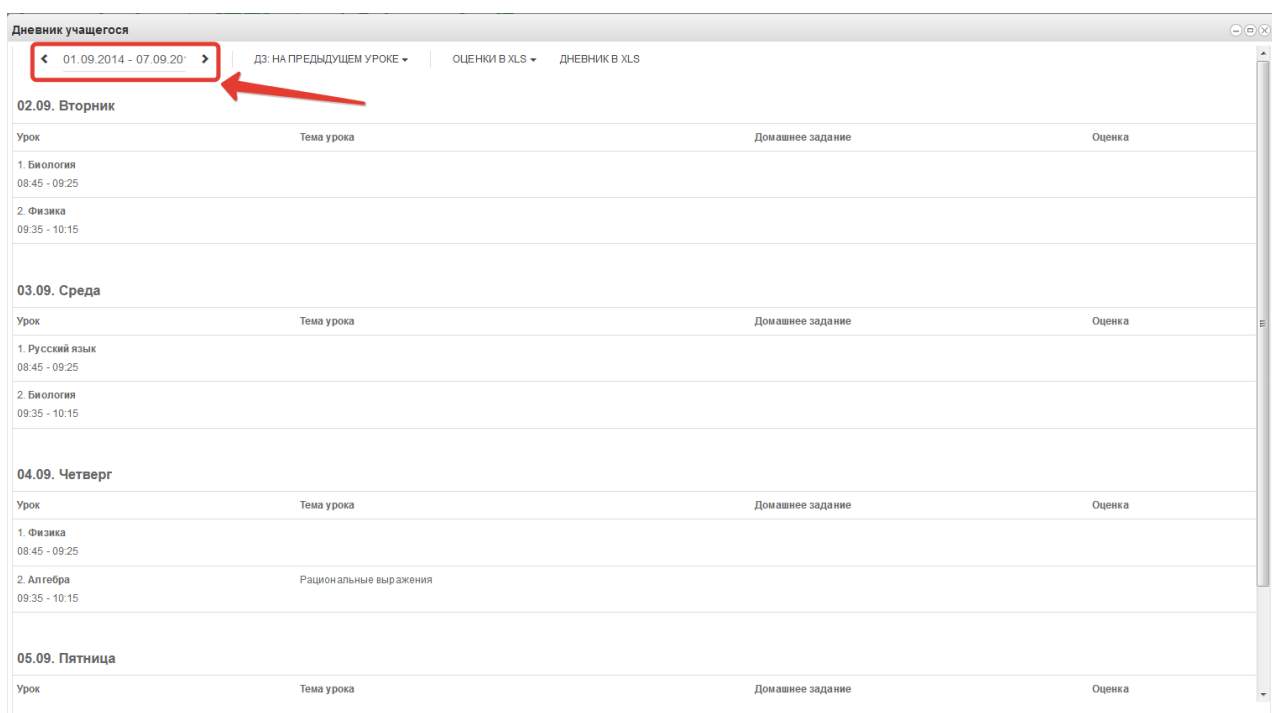 Дневник учащегося
01.09.2014 - 07.09.20 ДЗ: НА ПРЕДЫДУЩЕМ УРОКЕ ОЦЕНКИ В XLS ДНЕВНИК В XLS
02.09. Вторник
Урок Тема урока Домашнее задание Оценка
1. Биология
08:45 - 09:25
2. Физика
09:35 - 10:15
03.09. Среда
Урок Тема урока Домашнее задание Оценка
1. Русский язык
08:45 - 09:25
2. Биология
09:35 - 10:15
04.09. Четверг
Урок Тема урока Домашнее задание Оценка
1. Физика
08:45 - 09:25
2. Алгебра Рациональные выражения
09:35 - 10:15
05.09. Пятница
Урок Тема урока Домашнее задание Оценка